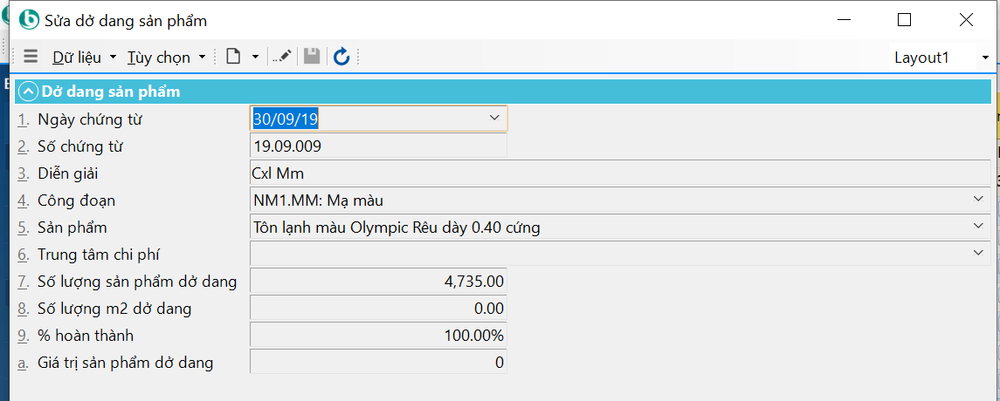 Sửa dở dang sản phẩm
Dữ liệu Tùy chọn Layout1
Dở dang sản phẩm
1. Ngày chứng từ 30/09/19
2. Số chứng từ 19.09.009
3. Diễn giải Cxl Mm
4. Công đoạn NM1.MM: Mạ màu
5. Sản phẩm Tôn lạnh màu Olympic Rêu dày 0.40 cứng
6. Trung tâm chi phí
7. Số lượng sản phẩm dở dang 4,735.00
8. Số lượng m2 dở dang 0.00
9. % hoàn thành 100.00%
a. Giá trị sản phẩm dở dang 0